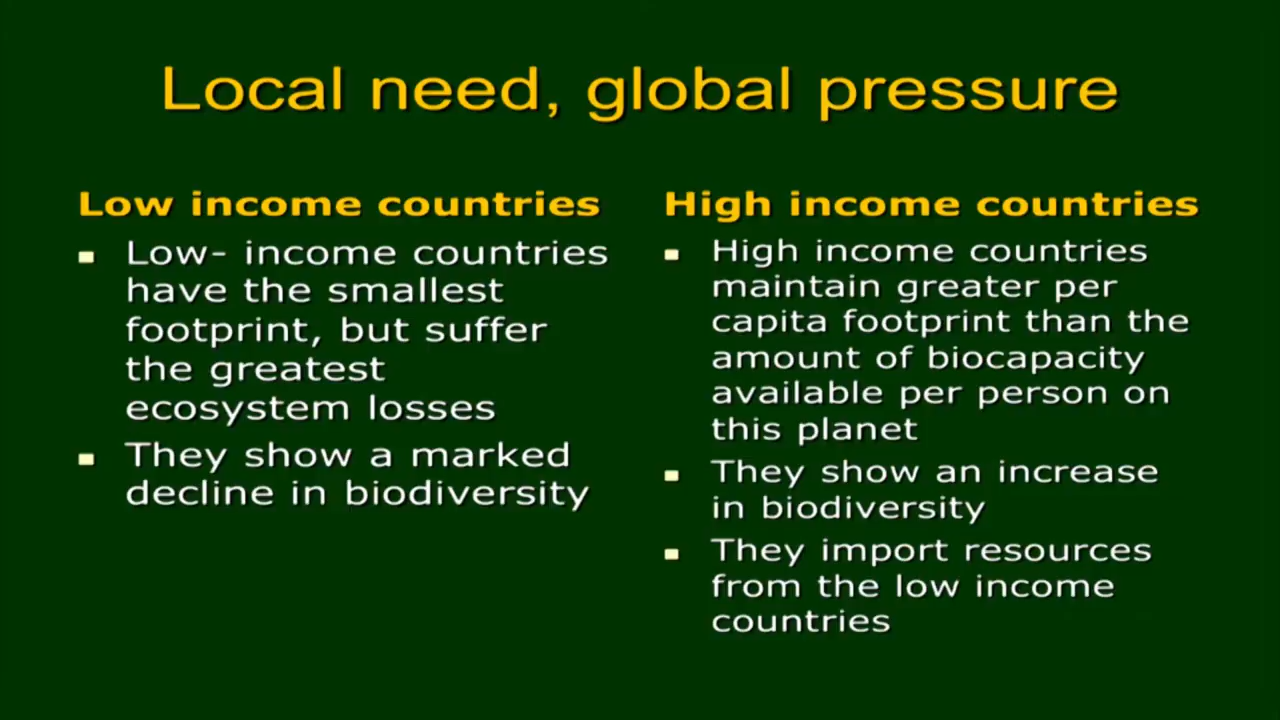 Local need, global pressure
Low income countries
Low- income countries
have the smallest
footprint, but suffer
the greatest
ecosystem losses
They show a marked
decline in biodiversity
High income countries
High income countries
maintain greater per
capita footprint than the
amount of biocapacity
available per person on
this planet
They show an increase
in biodiversity
They import resources
from the low income
countries